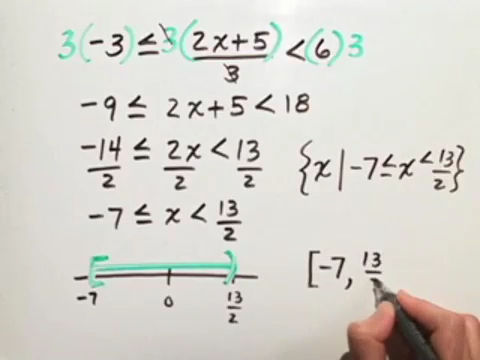 3(-3) ≤ 3(2x+5)/3 < (6)3
-9 ≤ 2x+5 < 18
-14/2 ≤ 2x/2 < 13/2
{x | -7 ≤ x < 13/2}
-7 ≤ x < 13/2
[-7, 13
-7 0 13/2